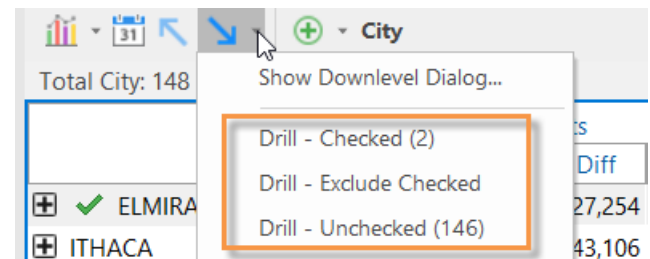 31
City
Total City: 148
Show Downlevel Dialog...
Drill - Checked (2)
Diff
Drill - Exclude Checked
ELMIRA
27,254
Drill - Unchecked (146)
ITHACA
43,106